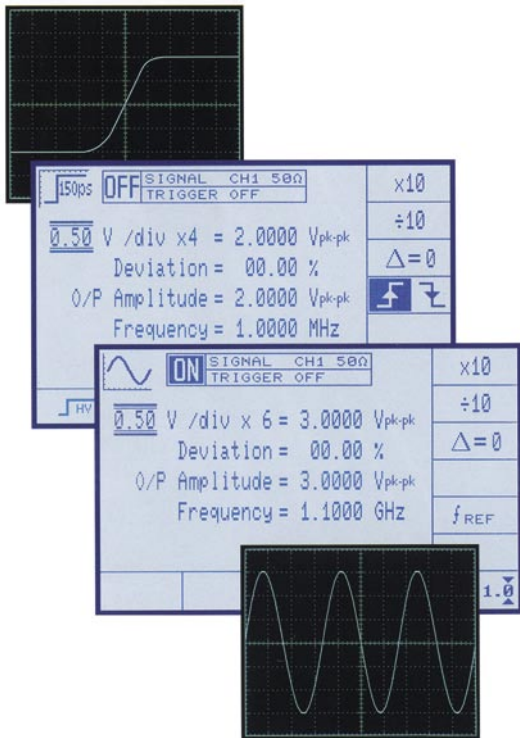 150ps OFF SIGNAL CH1 50Ω
TRIGGER OFF
x10
÷10
Δ=0
0.50 V /div x4 = 2.0000 Vpk-pk
Deviation = 00.00 %
O/P Amplitude = 2.0000 Vpk-pk
Frequency = 1.0000 MHz
HV
ON SIGNAL CH1 50Ω
TRIGGER OFF
x10
÷10
Δ=0
0.50 V /div x 6 = 3.0000 Vpk-pk
Deviation = 00.00 %
O/P Amplitude = 3.0000 Vpk-pk
Frequency = 1.1000 GHz
f REF
1.0